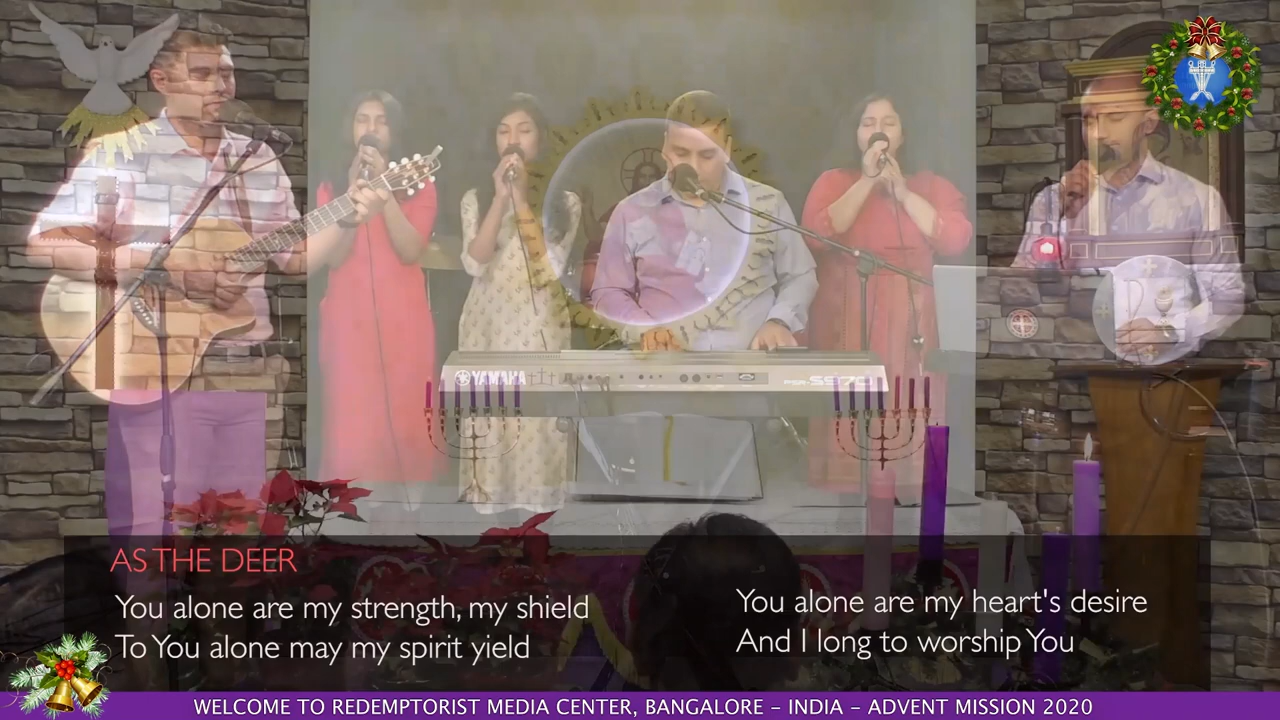 YAMAHA
PSR-S970
AS THE DEER
You alone are my strength, my shield
To You alone may my spirit yield
You alone are my heart's desire
And I long to worship You
WELCOME TO REDEMPTORIST MEDIA CENTER, BANGALORE – INDIA – ADVENT MISSION 2020